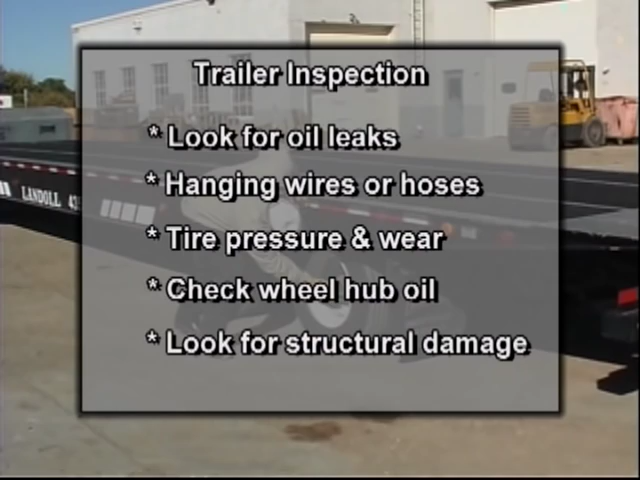 Trailer Inspection
* Look for oil leaks
* Hanging wires or hoses
LANDOLL
* Tire pressure & wear
* Check wheel hub oil
* Look for structural damage